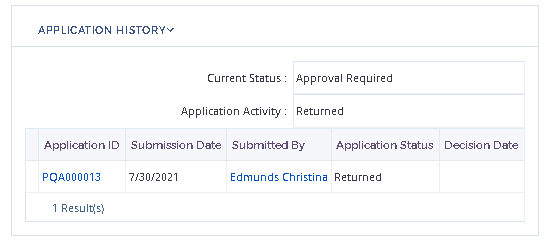 APPLICATION HISTORY
Current Status : Approval Required
Application Activity : Returned
Application ID Submission Date Submitted By Application Status Decision Date
PQA000013 7/30/2021 Edmunds Christina Returned
1 Result(s)